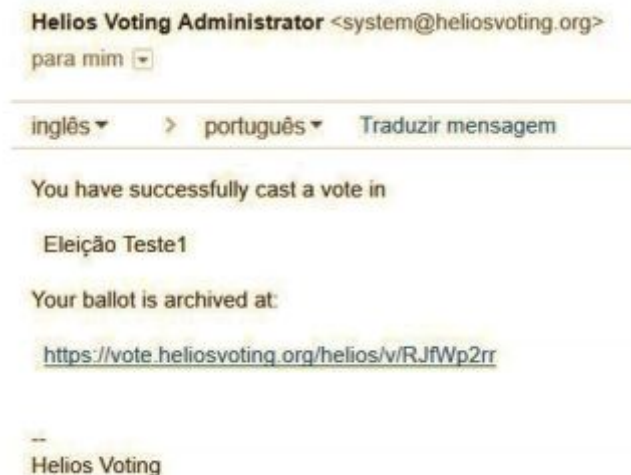 Helios Voting Administrator <system@heliosvoting.org>
para mim
inglês > português Traduzir mensagem
You have successfully cast a vote in
Eleição Teste1
Your ballot is archived at:
https://vote.heliosvoting.org/helios/v/RJfWp2rr
--
Helios Voting